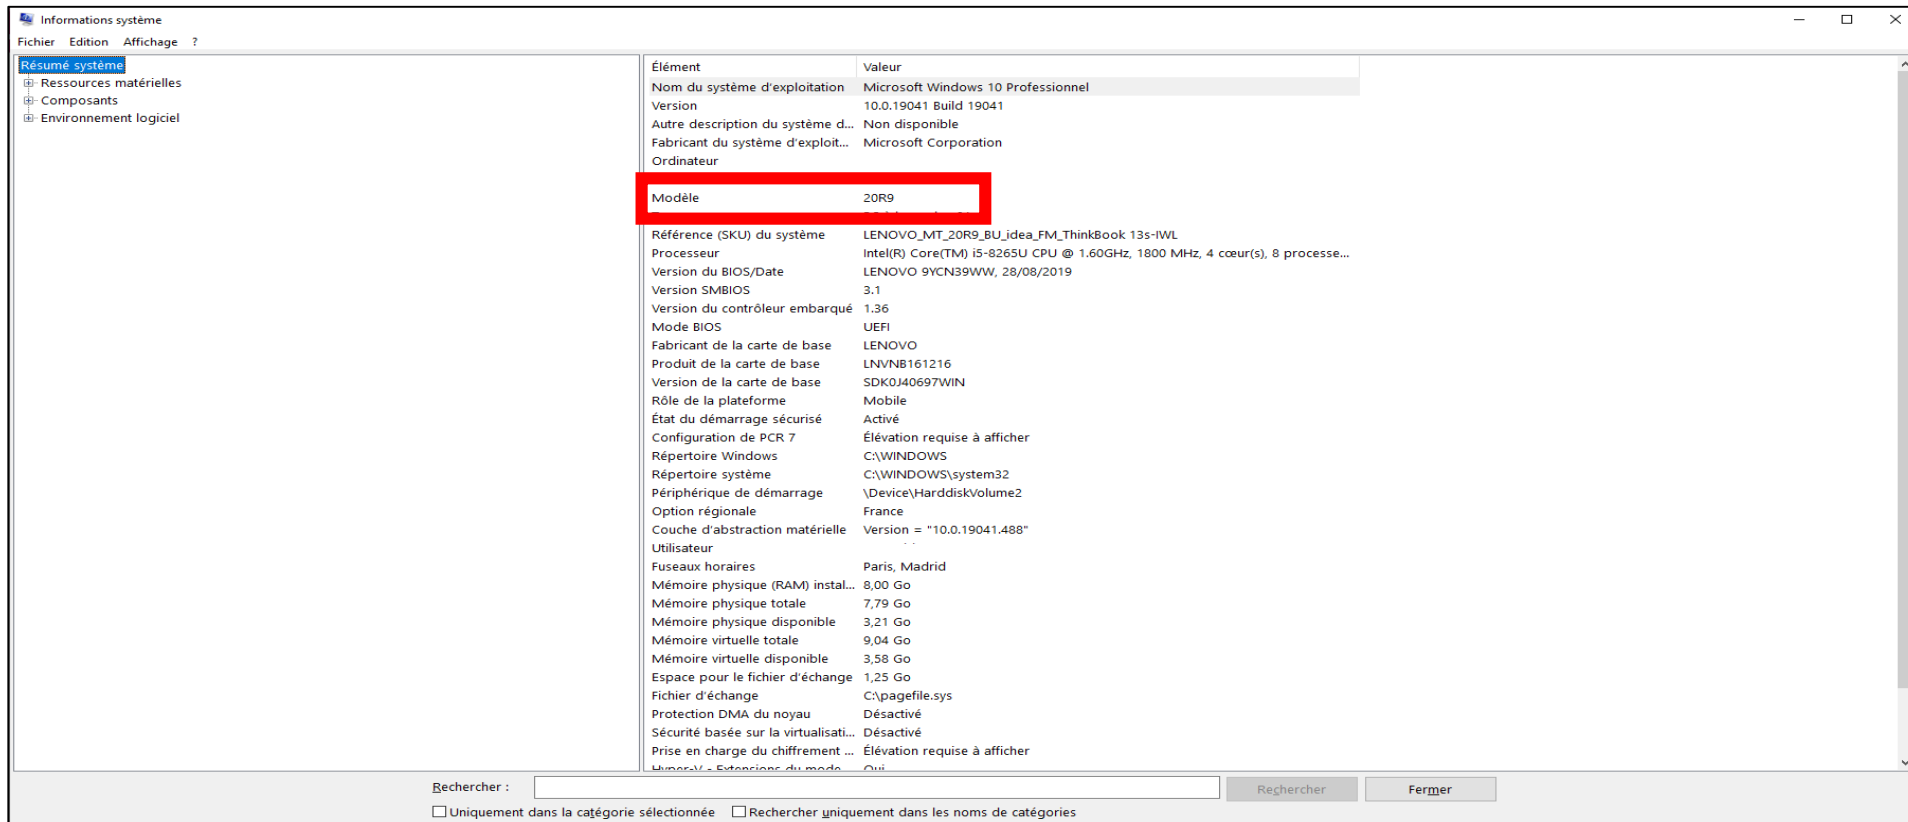 Informations système
Fichier Edition Affichage ?
Résumé système
Ressources matérielles
Composants
Environnement logiciel
Élément Valeur
Nom du système d'exploitation Microsoft Windows 10 Professionnel
Version 10.0.19041 Build 19041
Autre description du système d... Non disponible
Fabricant du système d'exploit... Microsoft Corporation
Ordinateur
Modèle 20R9
Référence (SKU) du système LENOVO_MT_20R9_BU_idea_FM_ThinkBook 13s-IWL
Processeur Intel(R) Core(TM) i5-8265U CPU @ 1.60GHz, 1800 MHz, 4 cœur(s), 8 processe...
Version du BIOS/Date LENOVO 9YCN39WW, 28/08/2019
Version SMBIOS 3.1
Version du contrôleur embarqué 1.36
Mode BIOS UEFI
Fabricant de la carte de base LENOVO
Produit de la carte de base LNVNB161216
Version de la carte de base SDK0J40697WIN
Rôle de la plateforme Mobile
État du démarrage sécurisé Activé
Configuration de PCR 7 Élévation requise à afficher
Répertoire Windows C:\WINDOWS
Répertoire système C:\WINDOWS\system32
Périphérique de démarrage \Device\HarddiskVolume2
Option régionale France
Couche d'abstraction matérielle Version = "10.0.19041.488"
Utilisateur
Fuseaux horaires Paris, Madrid
Mémoire physique (RAM) instal... 8,00 Go
Mémoire physique totale 7,79 Go
Mémoire physique disponible 3,21 Go
Mémoire virtuelle totale 9,04 Go
Mémoire virtuelle disponible 3,58 Go
Espace pour le fichier d'échange 1,25 Go
Fichier d'échange C:\pagefile.sys
Protection DMA du noyau Désactivé
Sécurité basée sur la virtualisati... Désactivé
Prise en charge du chiffrement ... Élévation requise à afficher
Hyper-V - Extensions du mode Oui
Rechercher : Rechercher Fermer
Uniquement dans la catégorie sélectionnée Rechercher uniquement dans les noms de catégories